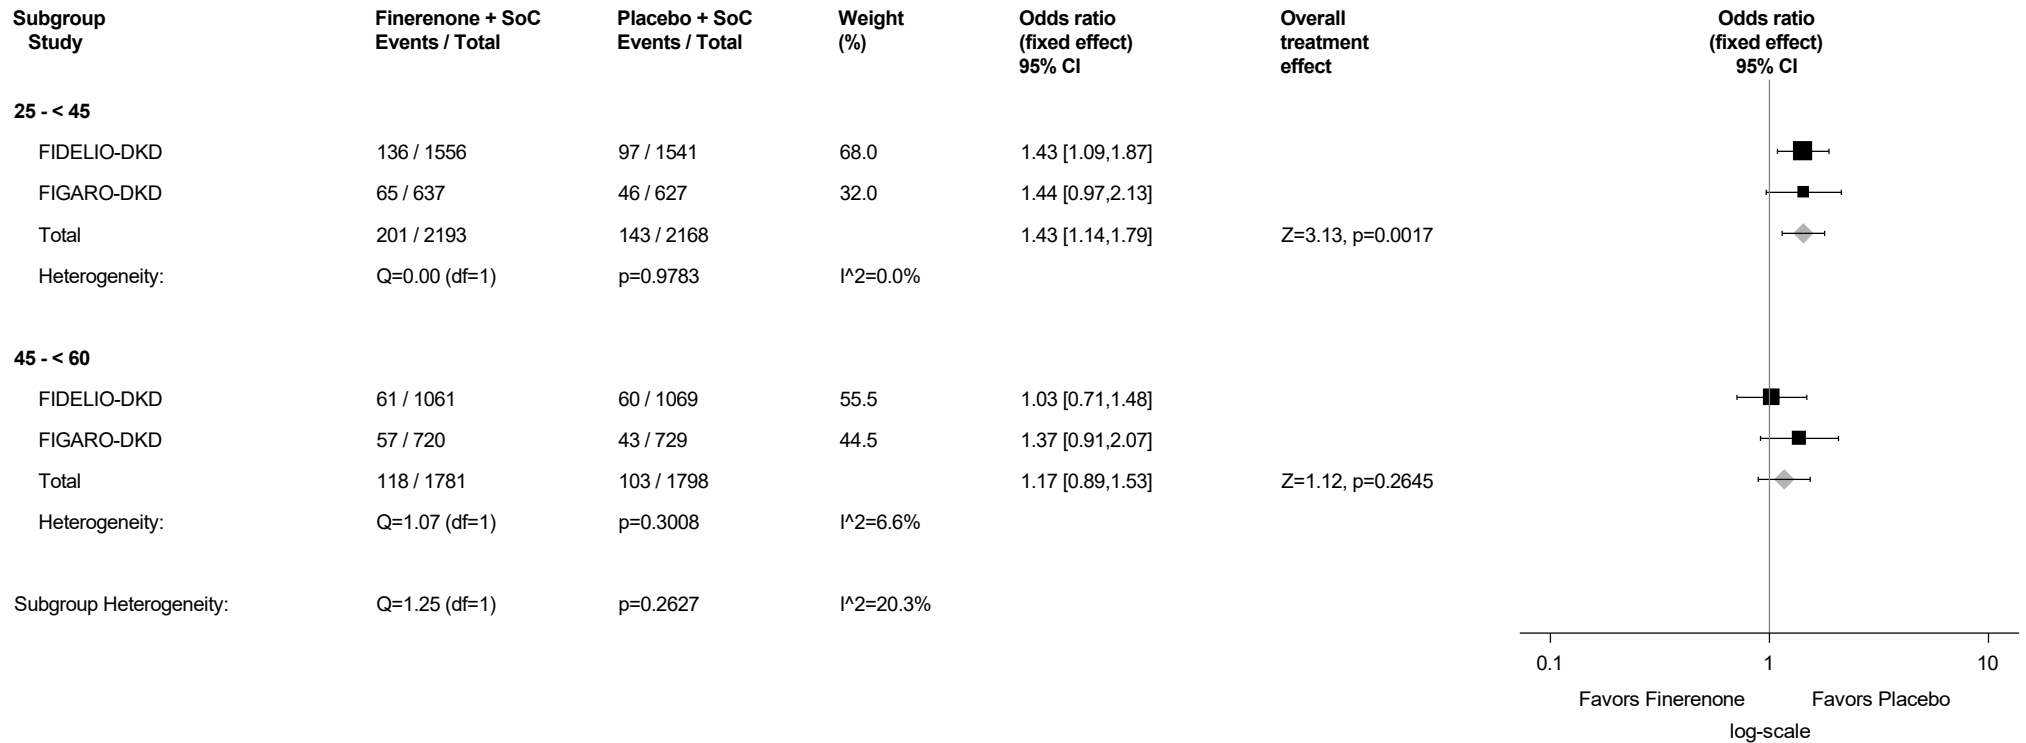 Subgroup Finerenone + SoC Placebo + SoC Weight Odds ratio Overall Odds ratio
Study Events / Total Events / Total (%) (fixed effect) treatment (fixed effect)
95% CI effect 95% CI
25 - < 45
FIDELIO-DKD 136 / 1556 97 / 1541 68.0 1.43 [1.09,1.87]
FIGARO-DKD 65 / 637 46 / 627 32.0 1.44 [0.97,2.13]
Total 201 / 2193 143 / 2168 1.43 [1.14,1.79] Z=3.13, p=0.0017
Heterogeneity: Q=0.00 (df=1) p=0.9783 I^2=0.0%
45 - < 60
FIDELIO-DKD 61 / 1061 60 / 1069 55.5 1.03 [0.71,1.48]
FIGARO-DKD 57 / 720 43 / 729 44.5 1.37 [0.91,2.07]
Total 118 / 1781 103 / 1798 1.17 [0.89,1.53] Z=1.12, p=0.2645
Heterogeneity: Q=1.07 (df=1) p=0.3008 I^2=6.6%
Subgroup Heterogeneity: Q=1.25 (df=1) p=0.2627 I^2=20.3%
0.1 1 10
Favors Finerenone Favors Placebo
log-scale